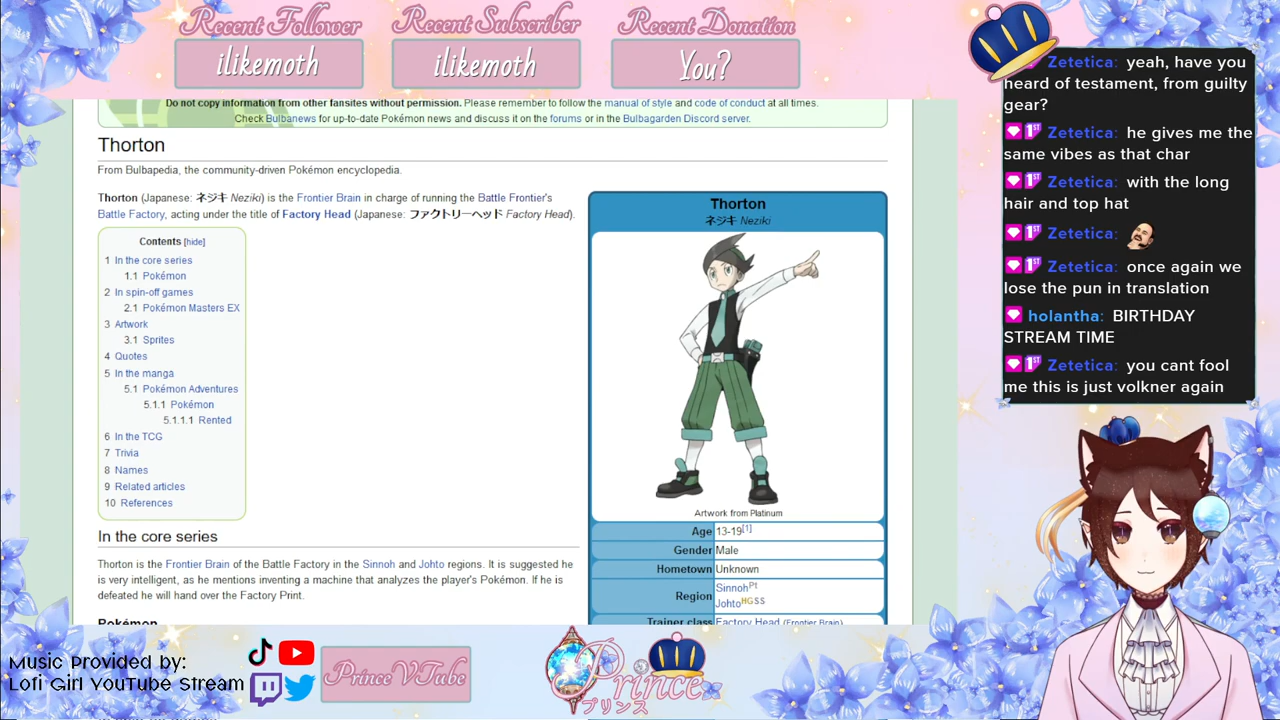 Recent Follower
ilikemoth
Recent Subscriber
ilikemoth
Recent Donation
You?
Do not copy information from other fansites without permission. Please remember to follow the manual of style and code of conduct at all times.
Check Bulbanews for up-to-date Pokémon news and discuss it on the forums or in the Bulbagarden Discord server.
Thorton
From Bulbapedia, the community-driven Pokémon encyclopedia.
Thorton (Japanese: ネジキ Neziki) is the Frontier Brain in charge of running the Battle Frontier's
Battle Factory, acting under the title of Factory Head (Japanese: ファクトリーヘッド Factory Head).
Contents [hide]
1 In the core series
1.1 Pokémon
2 In spin-off games
2.1 Pokémon Masters EX
3 Artwork
3.1 Sprites
4 Quotes
5 In the manga
5.1 Pokémon Adventures
5.1.1 Pokémon
5.1.1.1 Rented
6 In the TCG
7 Trivia
8 Names
9 Related articles
10 References
In the core series
Thorton is the Frontier Brain of the Battle Factory in the Sinnoh and Johto regions. It is suggested he
is very intelligent, as he mentions inventing a machine that analyzes the player's Pokémon. If he is
defeated he will hand over the Factory Print.
Pokémon
Thorton
ネジキ Neziki
Artwork from Platinum
Age 13-19[1]
Gender Male
Hometown Unknown
Region Sinnoh Pt
Johto HGSS
Trainer class Factory Head (Frontier Brain)
Zetetica: yeah, have you
heard of testament, from guilty
gear?
1ST Zetetica: he gives me the
same vibes as that char
1ST Zetetica: with the long
hair and top hat
1ST Zetetica:
1ST Zetetica: once again we
lose the pun in translation
holantha: BIRTHDAY
STREAM TIME
1ST Zetetica: you cant fool
me this is just volkner again
Music Provided by:
Lofi Girl YouTube Stream
Prince VTube
Prince
プリンス